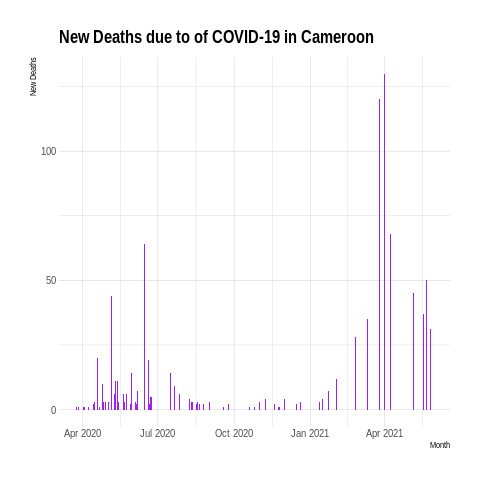 New Deaths due to of COVID-19 in Cameroon
New Deaths
100
50
0
Apr 2020 Jul 2020 Oct 2020 Jan 2021 Apr 2021
Month